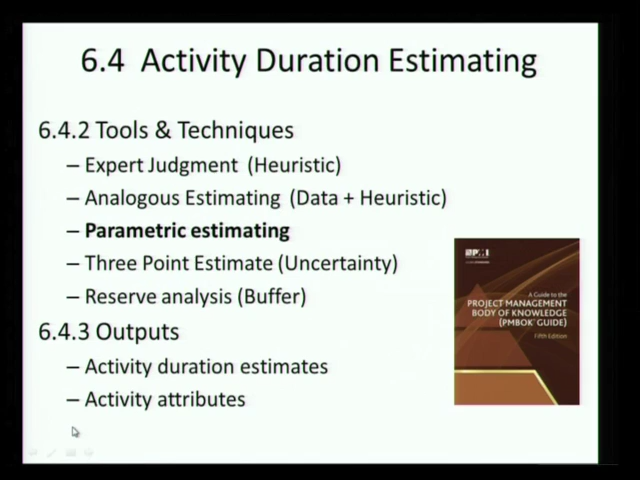 6.4 Activity Duration Estimating
6.4.2 Tools & Techniques
– Expert Judgment (Heuristic)
– Analogous Estimating (Data + Heuristic)
– Parametric estimating
– Three Point Estimate (Uncertainty)
– Reserve analysis (Buffer)
6.4.3 Outputs
– Activity duration estimates
– Activity attributes
PMI
A Guide to the
PROJECT MANAGEMENT
BODY OF KNOWLEDGE
(PMBOK GUIDE)
Fifth Edition